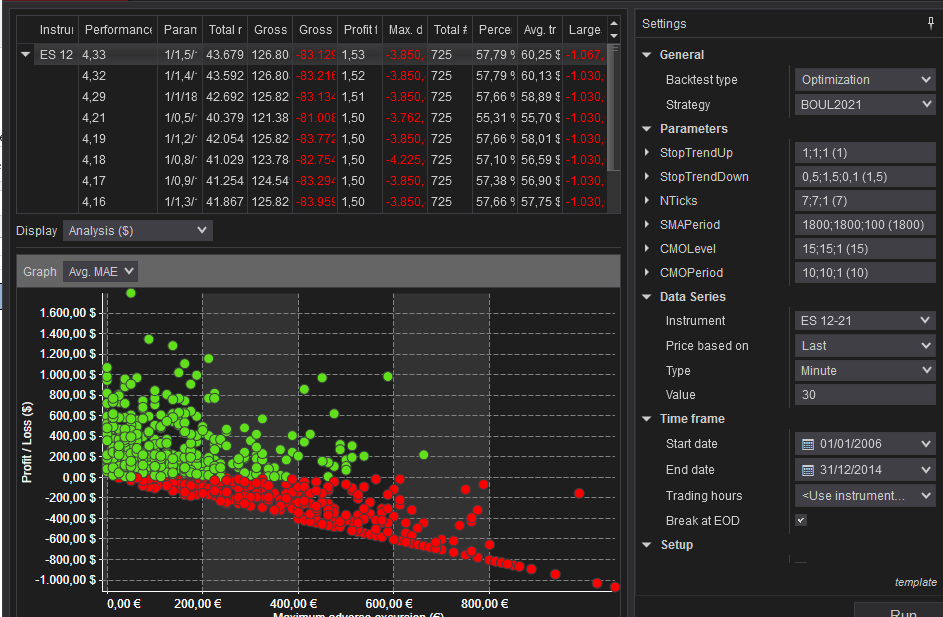 Instrui Performance Param Total r Gross Gross Profit f Max. d Total # Perce Avg. tr Large
ES 12 4,33 1/1,5/ 43.679 126.80 -83.129 1,53 -3.850, 725 57,79 % 60,25 $ -1.067,
4,32 1/1,4/ 43.592 126.80 -83.216 1,52 -3.850, 725 57,79 % 60,13 $ -1.030,
4,29 1/1/18 42.692 125.82 -83.134 1,51 -3.850, 725 57,66 % 58,89 $ -1.030,
4,21 1/0,5/ 40.379 121.38 -81.008 1,50 -3.762, 725 55,31 % 55,70 $ -1.030,
4,19 1/1,2/ 42.054 125.82 -83.772 1,50 -3.850, 725 57,66 % 58,01 $ -1.030,
4,18 1/0,8/ 41.029 123.78 -82.754 1,50 -4.225, 725 57,10 % 56,59 $ -1.030,
4,17 1/0,9/ 41.254 124.54 -83.294 1,50 -3.850, 725 57,38 % 56,90 $ -1.030,
4,16 1/1,3/ 41.867 125.82 -83.959 1,50 -3.850, 725 57,66 % 57,75 $ -1.030,
Display Analysis ($)
Graph Avg. MAE
Profit / Loss ($)
1.600,00 $
1.400,00 $
1.200,00 $
1.000,00 $
800,00 $
600,00 $
400,00 $
200,00 $
0,00 $
-200,00 $
-400,00 $
-600,00 $
-800,00 $
-1.000,00 $
0,00 € 200,00 € 400,00 € 600,00 € 800,00 €
Maximum adverse excursion (€)
Settings
General
Backtest type Optimization
Strategy BOUL2021
Parameters
StopTrendUp 1;1;1 (1)
StopTrendDown 0,5;1,5;0,1 (1,5)
NTicks 7;7;1 (7)
SMAPeriod 1800;1800;100 (1800)
CMOLevel 15;15;1 (15)
CMOPeriod 10;10;1 (10)
Data Series
Instrument ES 12-21
Price based on Last
Type Minute
Value 30
Time frame
Start date 01/01/2006
End date 31/12/2014
Trading hours <Use instrument...
Break at EOD
Setup
template
Run